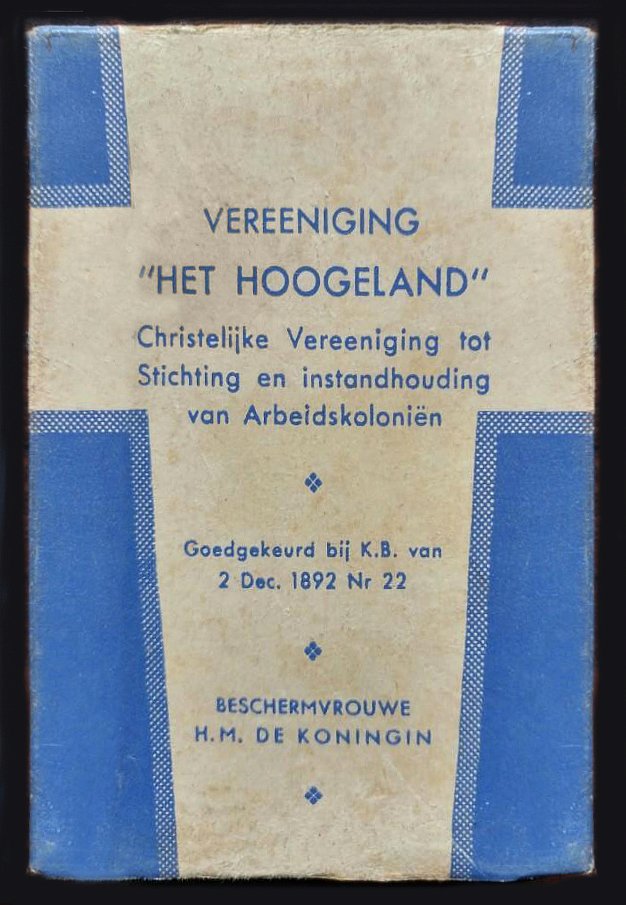 VEREENIGING
"HET HOOGELAND"
Christelijke Vereeniging tot
Stichting en instandhouding
van Arbeidskoloniën
Goedgekeurd bij K.B. van
2 Dec. 1892 Nr 22
BESCHERMVROUWE
H.M. DE KONINGIN